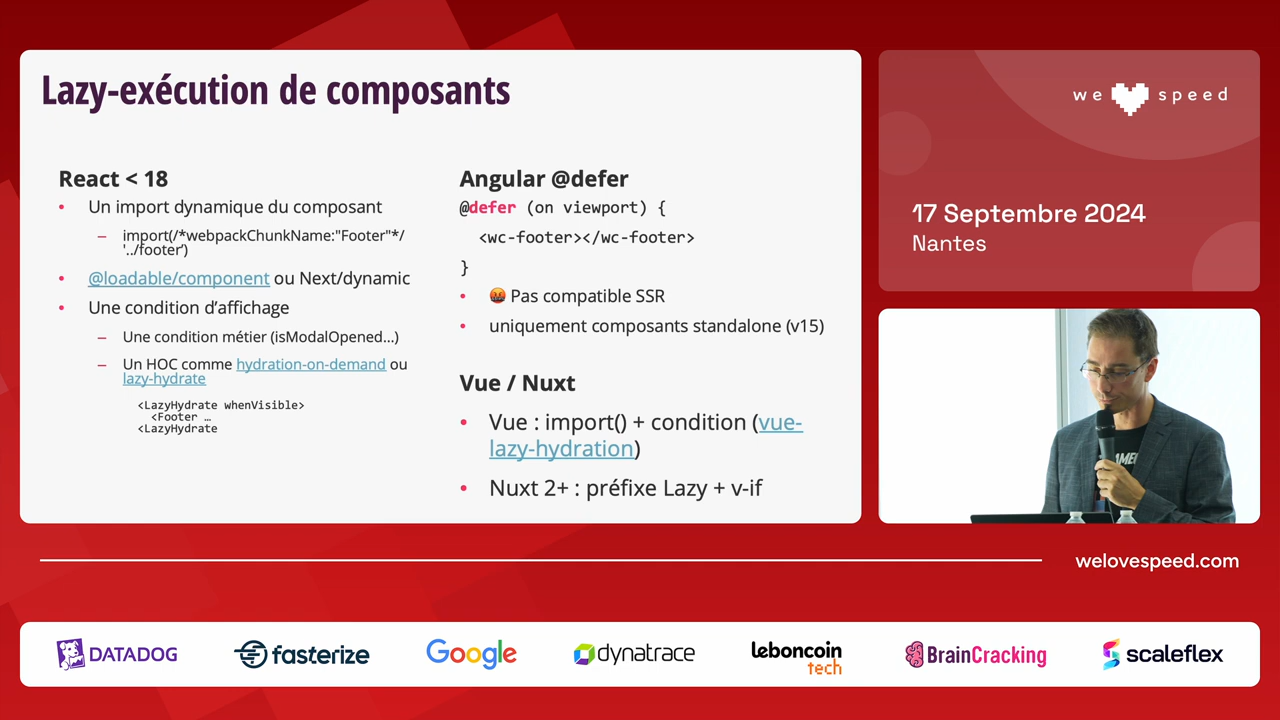 Lazy-exécution de composants
React < 18
• Un import dynamique du composant
– import(/*webpackChunkName:"Footer"*/
'../footer’)
• @loadable/component ou Next/dynamic
• Une condition d’affichage
– Une condition métier (isModalOpened…)
– Un HOC comme hydration-on-demand ou
lazy-hydrate
<LazyHydrate whenVisible>
<Footer …
<LazyHydrate
Angular @defer
@defer (on viewport) {
<wc-footer></wc-footer>
}
• 🤬 Pas compatible SSR
• uniquement composants standalone (v15)
Vue / Nuxt
• Vue : import() + condition (vue-
lazy-hydration)
• Nuxt 2+ : préfixe Lazy + v-if
we speed
17 Septembre 2024
Nantes
welovespeed.com
DATADOG
fasterize
Google
dynatrace
leboncoin
tech
BrainCracking
scaleflex